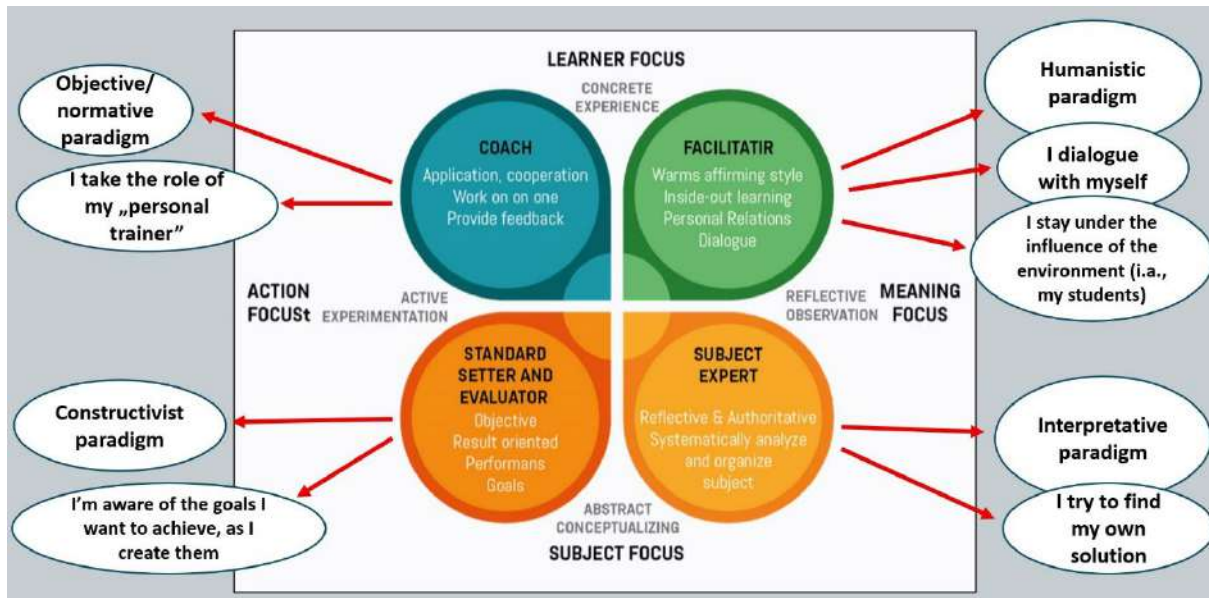 LEARNER FOCUS
CONCRETE
EXPERIENCE
Objective/
normative
paradigm
I take the role of
my „personal
trainer”
COACH
Application, cooperation
Work on on one
Provide feedback
FACILITATIR
Warms affirming style
Inside-out learning
Personal Relations
Dialogue
Humanistic
paradigm
I dialogue
with myself
I stay under the
influence of the
environment (i.a.,
my students)
ACTION
FOCUSt
ACTIVE
EXPERIMENTATION
REFLECTIVE
OBSERVATION
MEANING
FOCUS
Constructivist
paradigm
I’m aware of the goals I
want to achieve, as I
create them
STANDARD
SETTER AND
EVALUATOR
Objective
Result oriented
Performans
Goals
SUBJECT
EXPERT
Reflective & Authoritative
Systematically analyze
and organize
subject
Interpretative
paradigm
I try to find
my own
solution
ABSTRACT
CONCEPTUALIZING
SUBJECT FOCUS